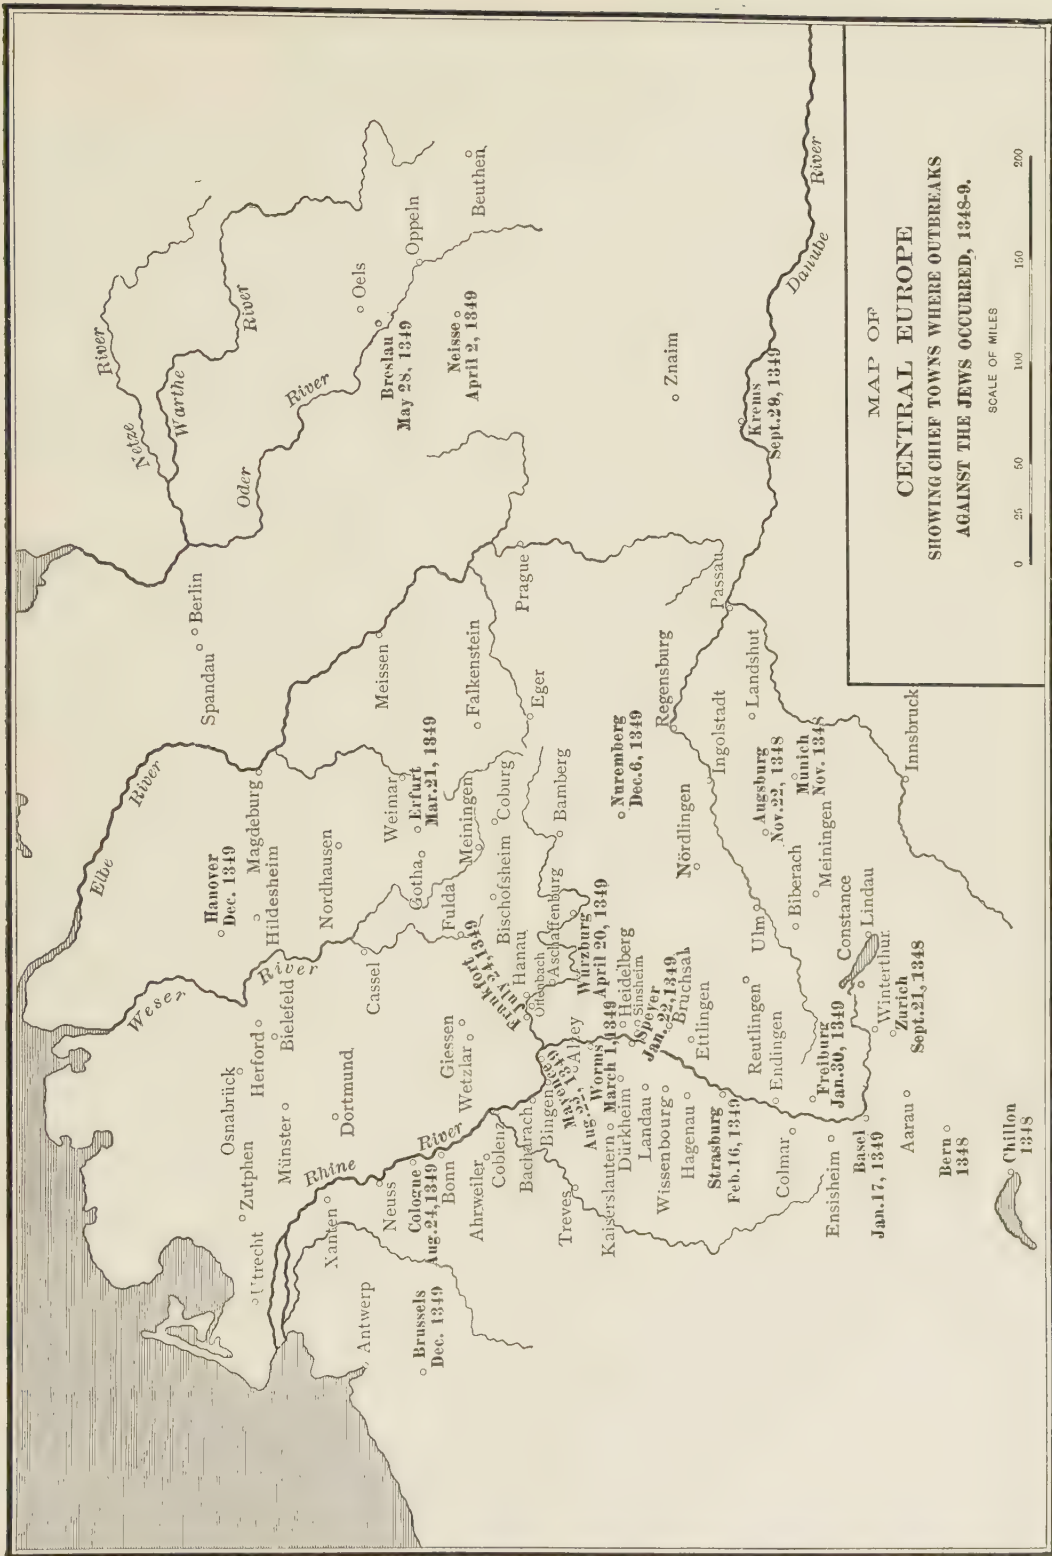 MAP OF
CENTRAL EUROPE
SHOWING CHIEF TOWNS WHERE OUTBREAKS
AGAINST THE JEWS OCCURRED, 1348-9.
SCALE OF MILES
0 25 50 100 150 200
Elbe River
Weser River
Rhine River
Oder River
Netze River
Warthe River
Danube River
Utrecht
Zutphen
Osnabrück
Herford
Bielefeld
Münster
Dortmund
Xanten
Neuss
Antwerp
Brussels
Dec. 1349
Cologne
Aug.24,1349
Bonn
Ahrweiler
Coblenz
Bacharach
Bingen
Treves
Hanover
Dec. 1349
Hildesheim
Magdeburg
Nordhausen
Cassel
Giessen
Wetzlar
Spandau
Berlin
Meissen
Weimar
Erfurt
Mar.21, 1349
Gotha
Meiningen
Fulda
Bischofsheim
Coburg
Falkenstein
Eger
Prague
Bamberg
Frankfort
July 24,1349
Hanau
Offenbach
Aschaffenburg
Würzburg
April 20, 1349
Mayence
Aug.22, 1349
Alzey
Worms
March 1, 1349
Heidelberg
Sinsheim
Speyer
Jan. 22,1349
Bruchsal
Ettlingen
Kaiserslautern
Dürkheim
Landau
Wissenbourg
Hagenau
Strasburg
Feb.16, 1349
Colmar
Ensisheim
Reutlingen
Endingen
Freiburg
Jan.30, 1349
Basel
Jan.17, 1349
Aarau
Bern
1348
Chillon
1348
Zurich
Sept.21, 1348
Winterthur
Constance
Lindau
Ulm
Biberach
Meiningen
Nördlingen
Nuremberg
Dec.6, 1349
Regensburg
Ingolstadt
Augsburg
Nov.22, 1348
Munich
Nov. 1348
Landshut
Passau
Innsbruck
Krems
Sept.29, 1349
Znaim
Breslau
May 28, 1349
Oels
Oppeln
Neisse
April 2, 1349
Beuthen